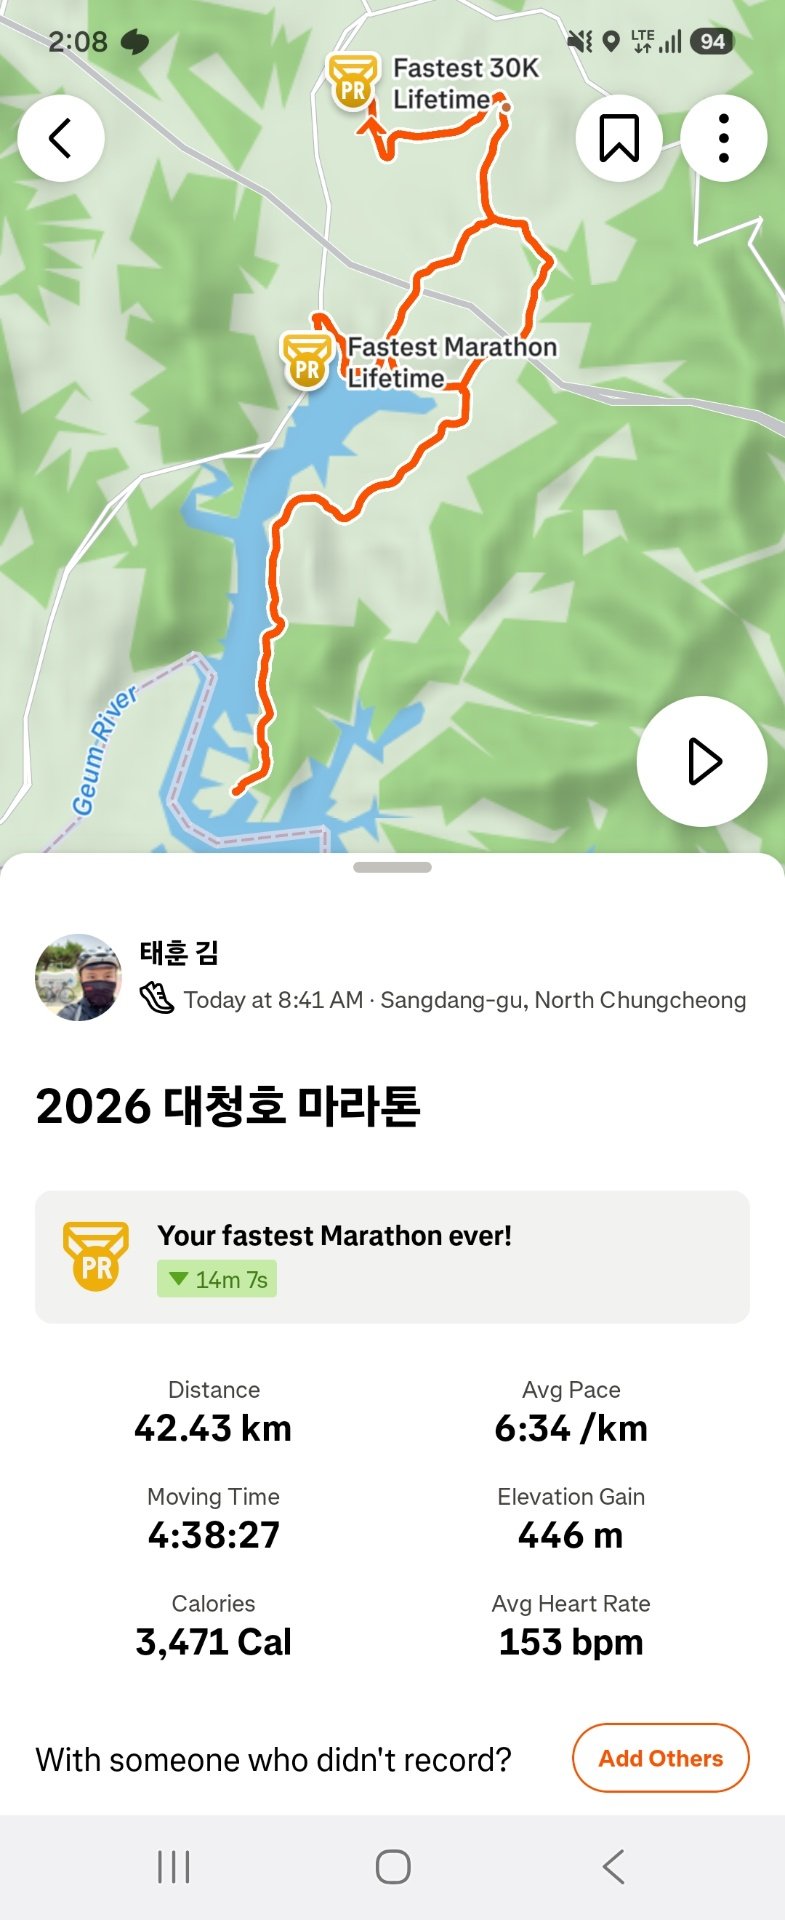 2:08
LTE
94
PR
Fastest 30K
Lifetime
PR
Fastest Marathon
Lifetime
Geum River
태훈 김
Today at 8:41 AM · Sangdang-gu, North Chungcheong
2026 대청호 마라톤
PR
Your fastest Marathon ever!
▼ 14m 7s
Distance
Avg Pace
42.43 km
6:34 /km
Moving Time
Elevation Gain
4:38:27
446 m
Calories
Avg Heart Rate
3,471 Cal
153 bpm
With someone who didn't record?
Add Others